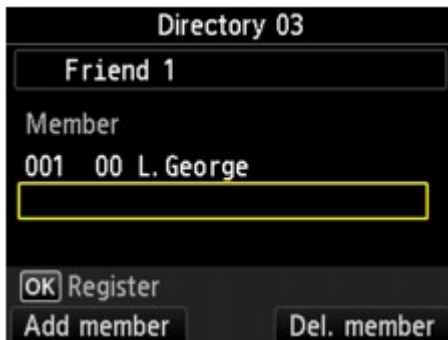 Directory 03
Friend 1
Member
001 00 L.George
OK Register
Add member Del. member